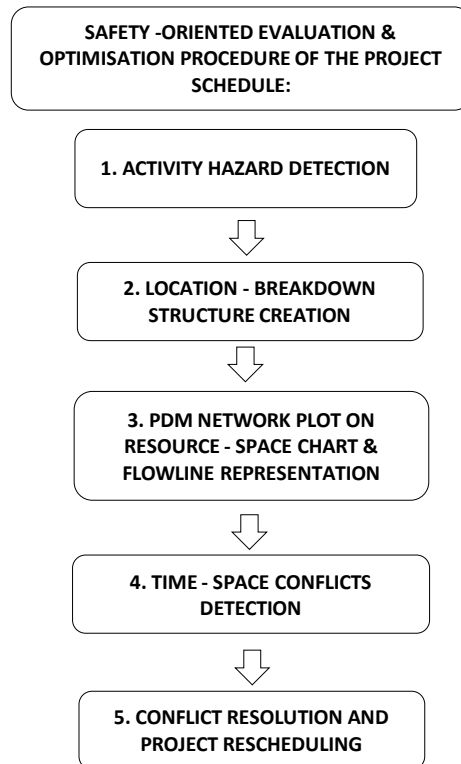 SAFETY -ORIENTED EVALUATION &
OPTIMISATION PROCEDURE OF THE PROJECT
SCHEDULE:
1. ACTIVITY HAZARD DETECTION
2. LOCATION - BREAKDOWN
STRUCTURE CREATION
3. PDM NETWORK PLOT ON
RESOURCE - SPACE CHART &
FLOWLINE REPRESENTATION
4. TIME - SPACE CONFLICTS
DETECTION
5. CONFLICT RESOLUTION AND
PROJECT RESCHEDULING